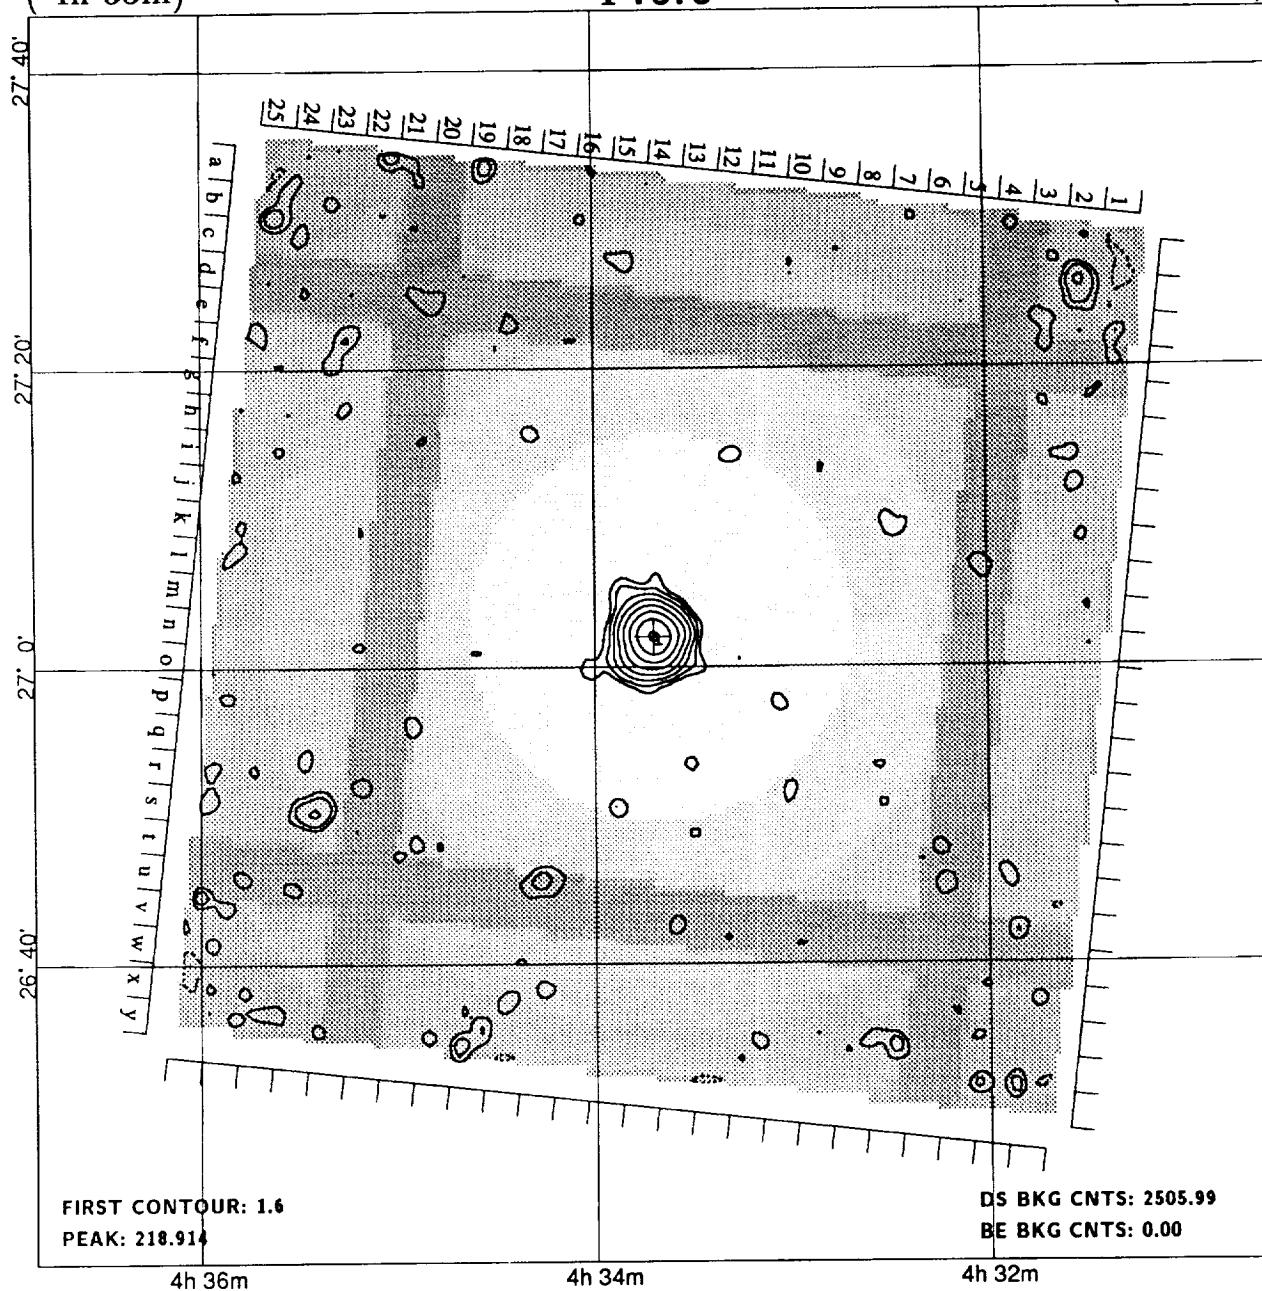 27° 40'
25 24 23 22 21 20 19 18 17 16 15 14 13 12 11 10 9 8 7 6 5 4 3 2 1
a b c d e f g h i j k l m n o p q r s t u v w x y
27° 20'
27° 0'
26° 40'
FIRST CONTOUR: 1.6
PEAK: 218.914
DS BKG CNTS: 2505.99
BE BKG CNTS: 0.00
4h 36m 4h 34m 4h 32m